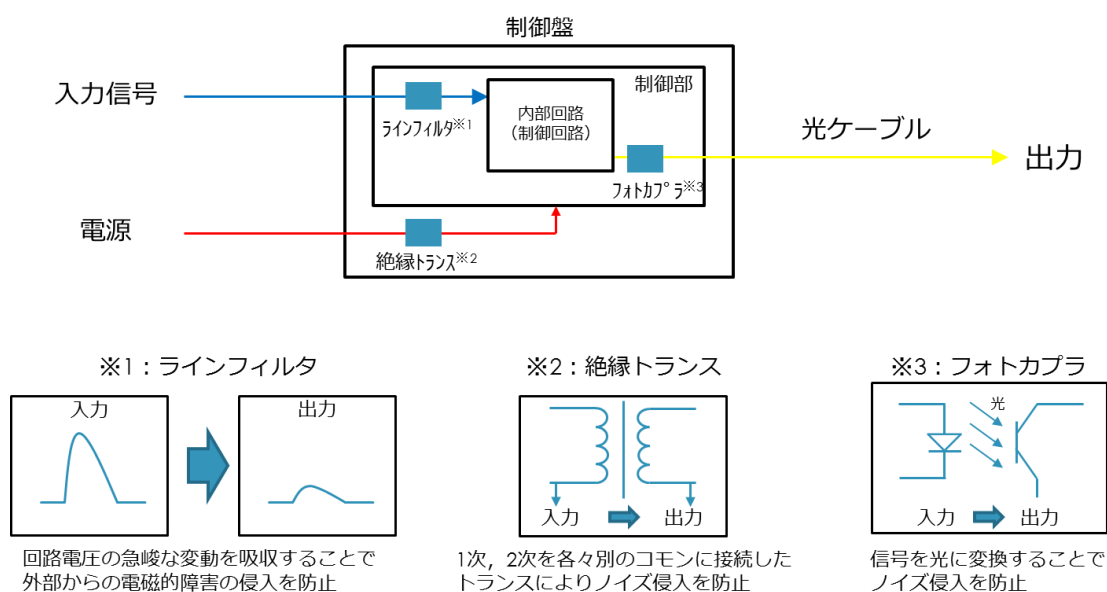 制御盤
制御部
入力信号
ﾗｲﾝﾌｨﾙﾀ※1
内部回路
(制御回路)
光ケーブル
出力
ﾌｫﾄｶﾌﾟﾗ※3
電源
絶縁ﾄﾗﾝｽ※2
※1：ラインフィルタ
入力
出力
回路電圧の急峻な変動を吸収することで
外部からの電磁的障害の侵入を防止
※2：絶縁トランス
入力 出力
1次，2次を各々別のコモンに接続した
トランスによりノイズ侵入を防止
※3：フォトカプラ
光
入力 出力
信号を光に変換することで
ノイズ侵入を防止